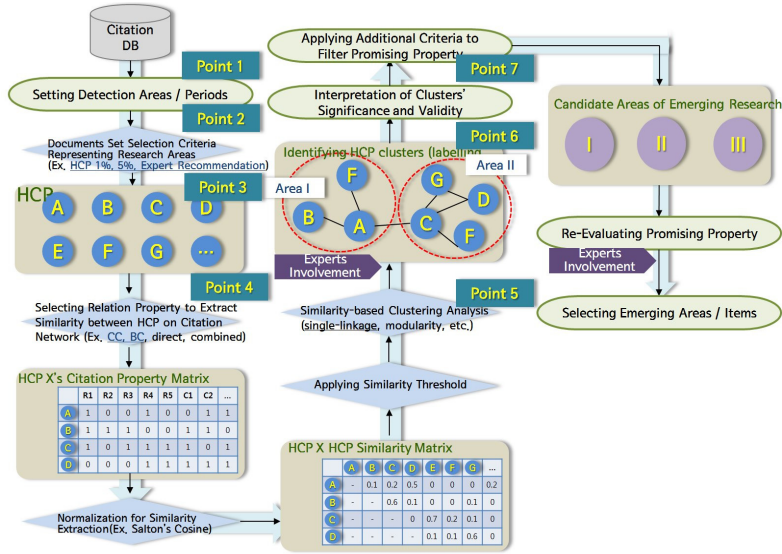 Citation
DB
Point 1
Setting Detection Areas / Periods
Point 2
Documents Set Selection Criteria
Representing Research Areas
(Ex. HCP 1%, 5%, Expert Recommendation)
Point 3
HCP
A B C D
E F G ...
Point 4
Selecting Relation Property to Extract
Similarity between HCP on Citation
Network (Ex. CC, BC, direct, combined)
HCP X's Citation Property Matrix
R1 R2 R3 R4 R5 C1 C2 ...
A 1 0 0 1 0 0 1 1
B 1 1 1 0 0 1 1 0
C 1 0 1 1 1 1 0 1
D 0 0 0 1 1 1 1 1
Normalization for Similarity
Extraction(Ex. Salton's Cosine)
HCP X HCP Similarity Matrix
A B C D E F G ...
A - 0.1 0.2 0.5 0 0 0 0.2
B - - 0.6 0.1 0 0 0.1 0
C - - - 0 0.7 0.2 0.1 0
D - - - - 0.1 0.1 0.6 0
Applying Similarity Threshold
Similarity-based Clustering Analysis
(single-linkage, modularity, etc.)
Point 5
Experts
Involvement
Identifying HCP clusters (labelling
Point 6
Area I
Area II
F
B
A
G
D
C
F
Interpretation of Clusters'
Significance and Validity
Applying Additional Criteria to
Filter Promising Property
Point 7
Candidate Areas of Emerging Research
I II III
Re-Evaluating Promising Property
Experts
Involvement
Selecting Emerging Areas / Items